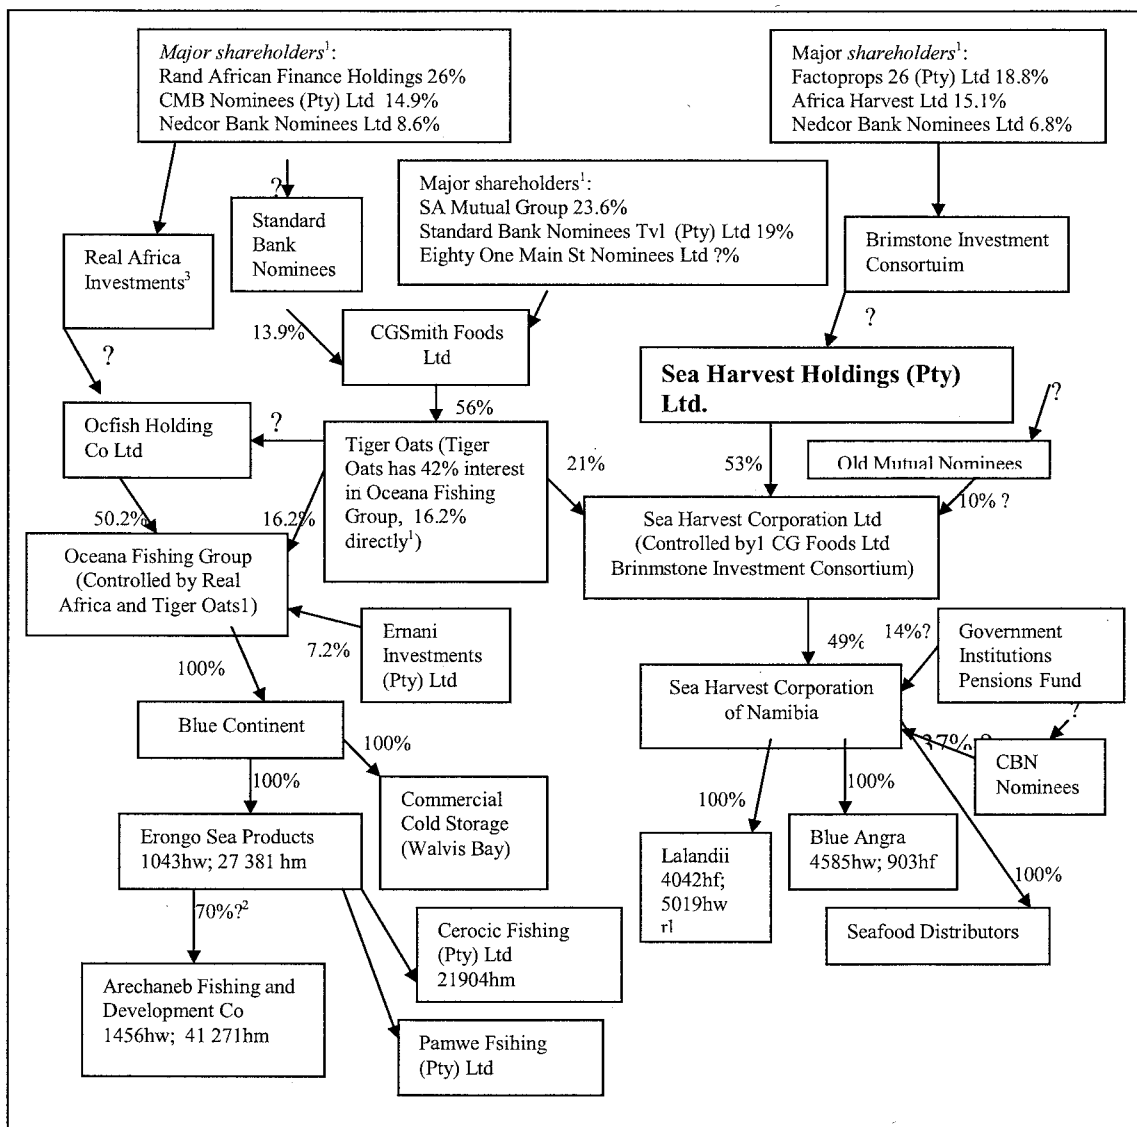 Major shareholders1:
Rand African Finance Holdings 26%
CMB Nominees (Pty) Ltd 14.9%
Nedcor Bank Nominees Ltd 8.6%
Major shareholders1:
Factoprops 26 (Pty) Ltd 18.8%
Africa Harvest Ltd 15.1%
Nedcor Bank Nominees Ltd 6.8%
?
Major shareholders1:
SA Mutual Group 23.6%
Standard Bank Nominees Tvl (Pty) Ltd 19%
Eighty One Main St Nominees Ltd ?%
Standard
Bank
Nominees
Real Africa
Investments3
Brimstone Investment
Consortuim
?
13.9%
CGSmith Foods
Ltd
?
Sea Harvest Holdings (Pty)
Ltd.
?
56%
Ocfish Holding
Co Ltd
?
Tiger Oats (Tiger
Oats has 42% interest
in Oceana Fishing
Group, 16.2%
directly1)
21%
53%
Old Mutual Nominees
10% ?
50.2%
16.2%
Sea Harvest Corporation Ltd
(Controlled by1 CG Foods Ltd
Brinmstone Investment Consortium)
Oceana Fishing Group
(Controlled by Real
Africa and Tiger Oats1)
7.2%
Ernani
Investments
(Pty) Ltd
49%
14%?
Government
Institutions
Pensions Fund
100%
Sea Harvest Corporation
of Namibia
?
37% ?
CBN
Nominees
Blue Continent
100%
100%
Commercial
Cold Storage
(Walvis Bay)
100%
100%
100%
Erongo Sea Products
1043hw; 27 381 hm
Lalandii
4042hf;
5019hw
rl
Blue Angra
4585hw; 903hf
Seafood Distributors
70%?2
Cerocic Fishing
(Pty) Ltd
21904hm
Arechaneb Fishing and
Development Co
1456hw; 41 271hm
Pamwe Fsihing
(Pty) Ltd